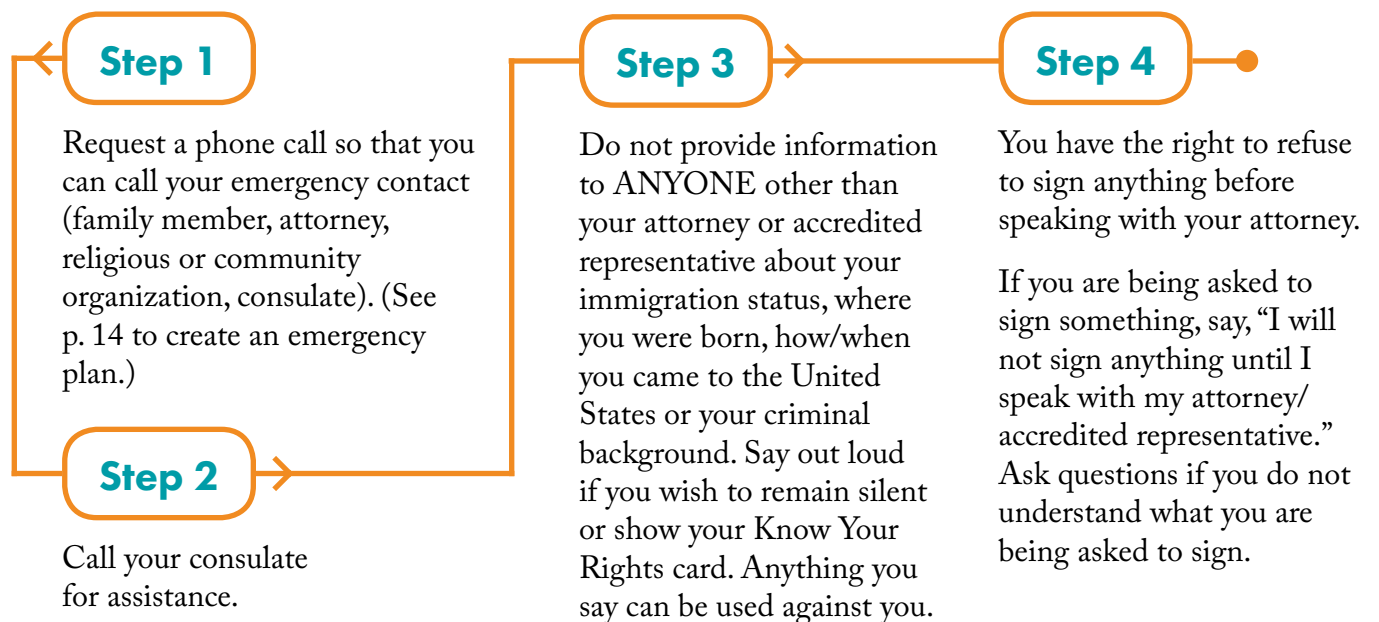 Step 1
Request a phone call so that you
can call your emergency contact
(family member, attorney,
religious or community
organization, consulate). (See
p. 14 to create an emergency
plan.)
Step 2
Call your consulate
for assistance.
Step 3
Do not provide information
to ANYONE other than
your attorney or accredited
representative about your
immigration status, where
you were born, how/when
you came to the United
States or your criminal
background. Say out loud
if you wish to remain silent
or show your Know Your
Rights card. Anything you
say can be used against you.
Step 4
You have the right to refuse
to sign anything before
speaking with your attorney.
If you are being asked to
sign something, say, “I will
not sign anything until I
speak with my attorney/
accredited representative.”
Ask questions if you do not
understand what you are
being asked to sign.